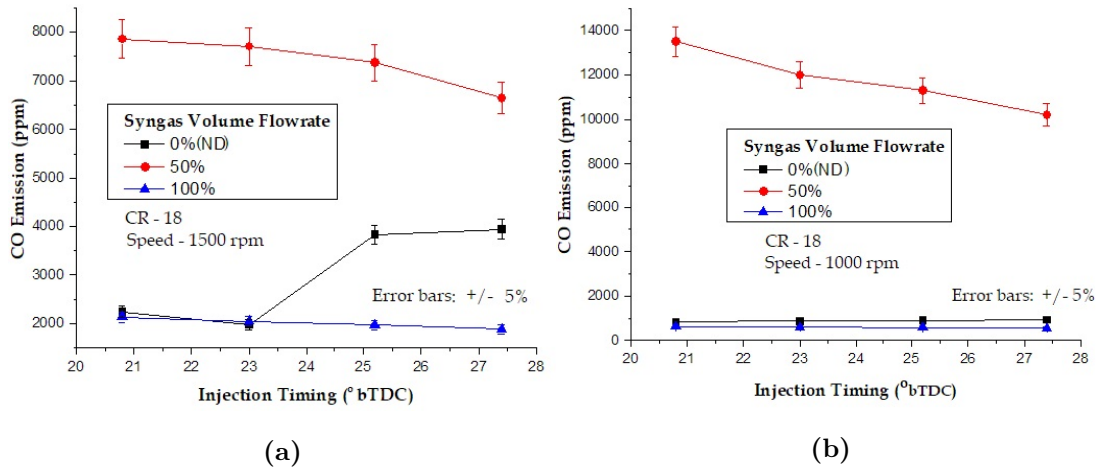 8000
7000
6000
5000
4000
3000
2000
CO Emission (ppm)
Syngas Volume Flowrate
0%(ND)
50%
100%
CR - 18
Speed - 1500 rpm
Error bars: +/- 5%
20 21 22 23 24 25 26 27 28
Injection Timing (° bTDC)
(a)
14000
12000
10000
8000
6000
4000
2000
0
CO Emission (ppm)
Syngas Volume Flowrate
0%(ND)
50%
100%
CR - 18
Speed - 1000 rpm
Error bars: +/- 5%
20 21 22 23 24 25 26 27 28
Injection Timing (⁰bTDC)
(b)